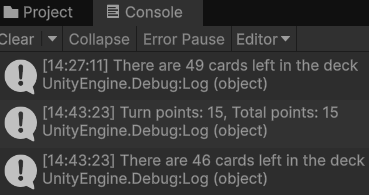 Project Console
Clear Collapse Error Pause Editor
[14:27:11] There are 49 cards left in the deck
UnityEngine.Debug:Log (object)
[14:43:23] Turn points: 15, Total points: 15
UnityEngine.Debug:Log (object)
[14:43:23] There are 46 cards left in the deck
UnityEngine.Debug:Log (object)